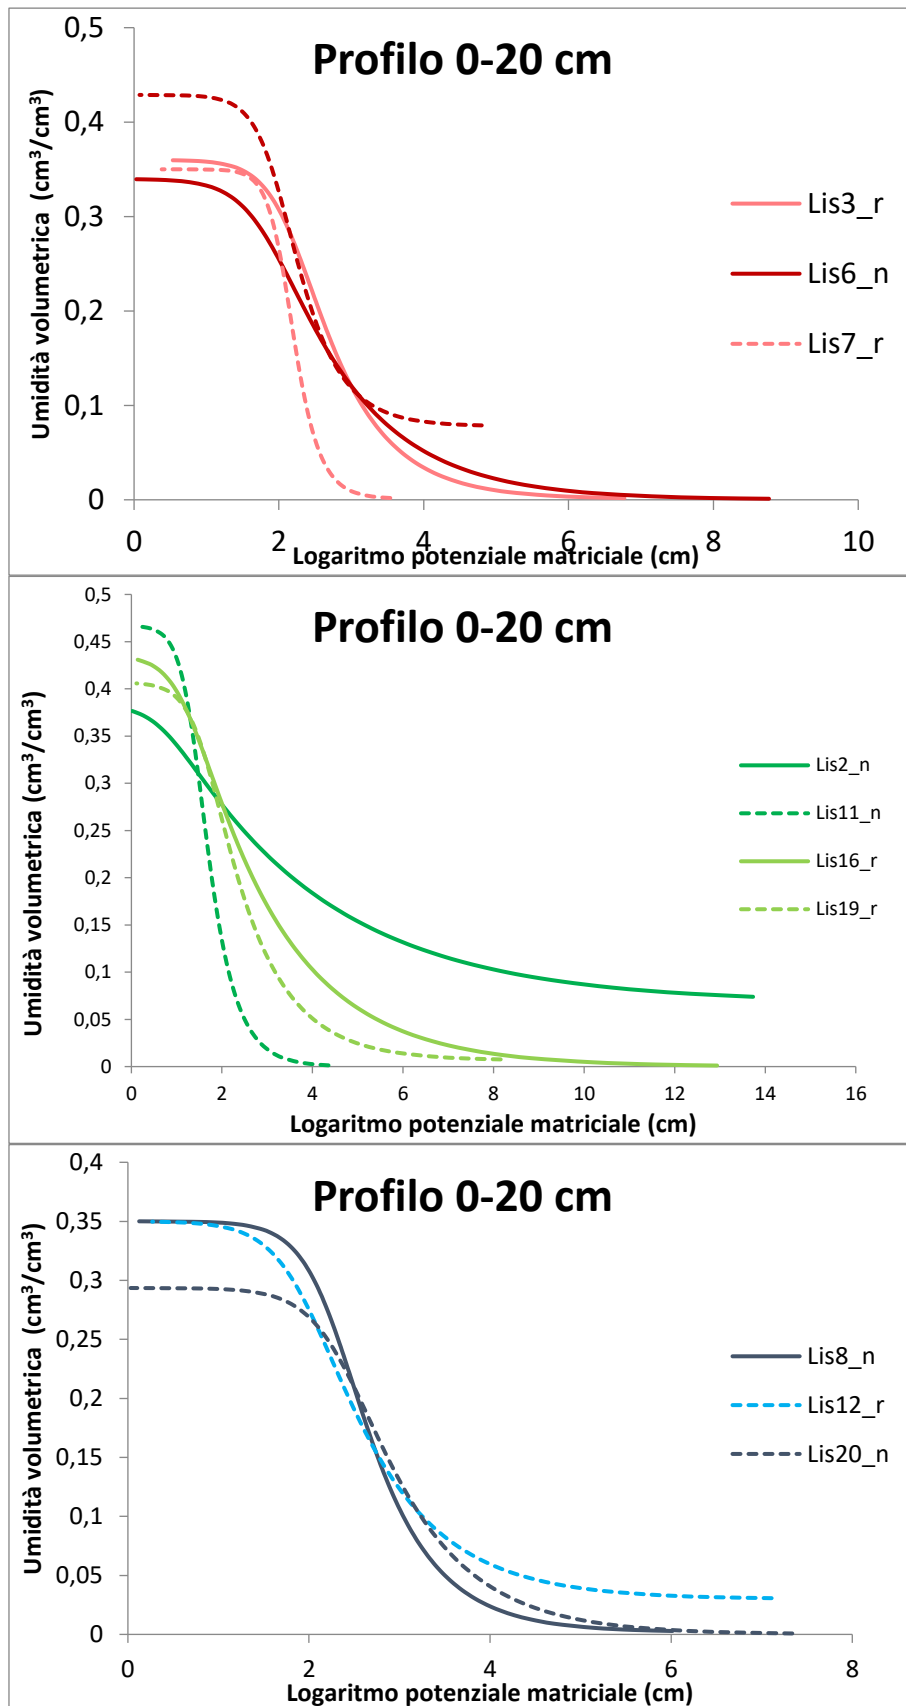 Profilo 0-20 cm
Umidità volumetrica (cm³/cm³)
0,5
0,4
0,3
0,2
0,1
0
0 2 4 6 8 10
Logaritmo potenziale matriciale (cm)
Lis3_r
Lis6_n
Lis7_r
Profilo 0-20 cm
Umidità volumetrica (cm³/cm³)
0,5
0,45
0,4
0,35
0,3
0,25
0,2
0,15
0,1
0,05
0
0 2 4 6 8 10 12 14 16
Logaritmo potenziale matriciale (cm)
Lis2_n
Lis11_n
Lis16_r
Lis19_r
Profilo 0-20 cm
Umidità volumetrica (cm³/cm³)
0,4
0,35
0,3
0,25
0,2
0,15
0,1
0,05
0
0 2 4 6 8
Logaritmo potenziale matriciale (cm)
Lis8_n
Lis12_r
Lis20_n